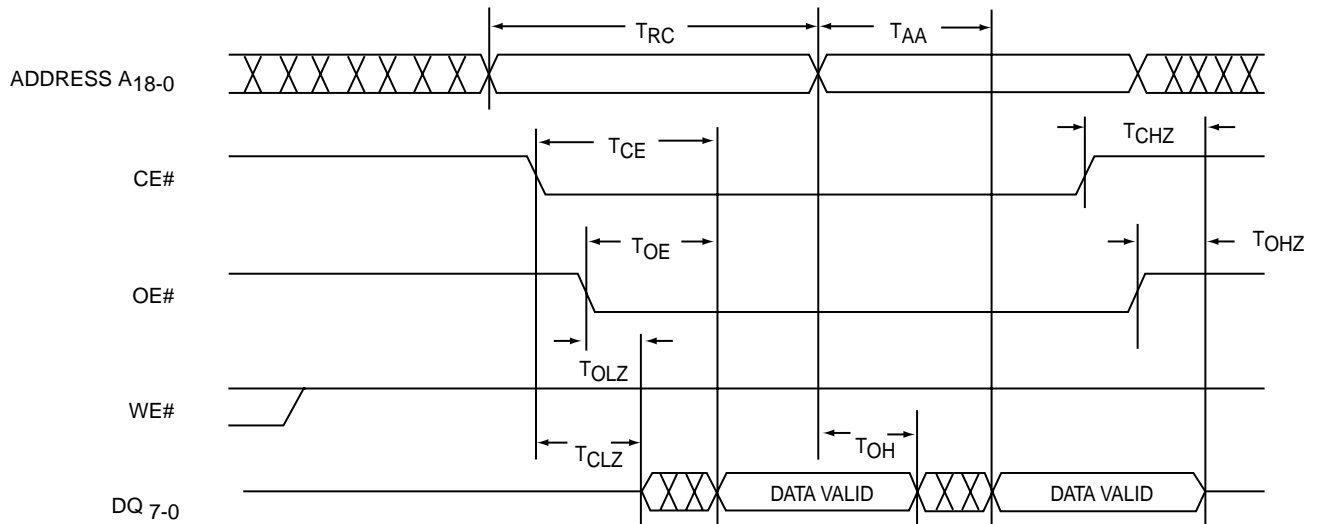 TRC
TAA
ADDRESS A18-0
TCE
TCHZ
CE#
TOE
TOHZ
OE#
TOLZ
WE#
TCLZ
TOH
DQ 7-0
DATA VALID
DATA VALID